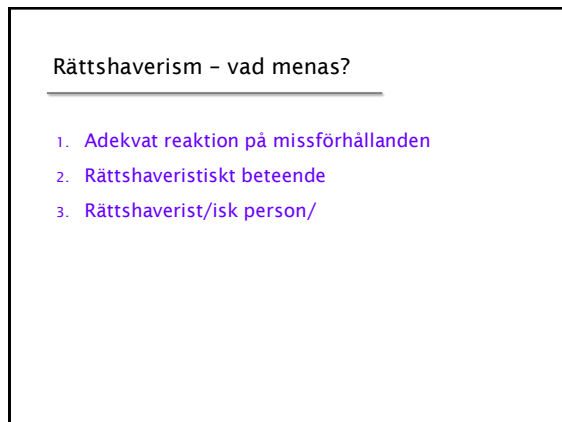 Rättshaverism – vad menas?
1. Adekvat reaktion på missförhållanden
2. Rättshaveristiskt beteende
3. Rättshaverist/isk person/